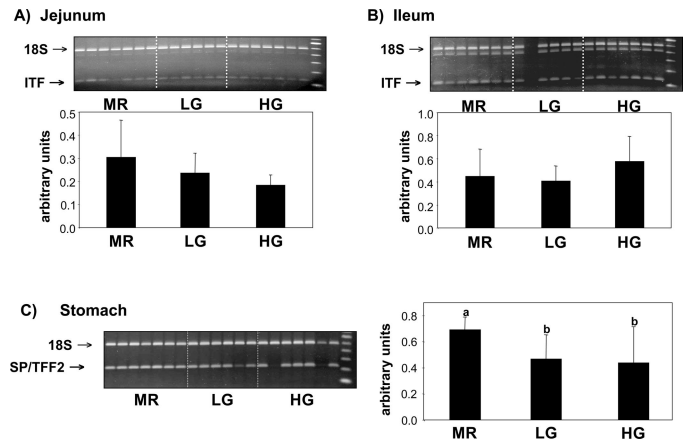 A) Jejunum
18S
ITF
MR LG HG
0.5
0.4
0.3
0.2
0.1
0.0
arbitrary units
MR LG HG
B) Ileum
18S
ITF
MR LG HG
1.0
0.8
0.6
0.4
0.2
0.0
arbitrary units
MR LG HG
C) Stomach
18S
SP/TFF2
MR LG HG
0.8
0.6
0.4
0.2
0.0
arbitrary units
a
b
b
MR LG HG